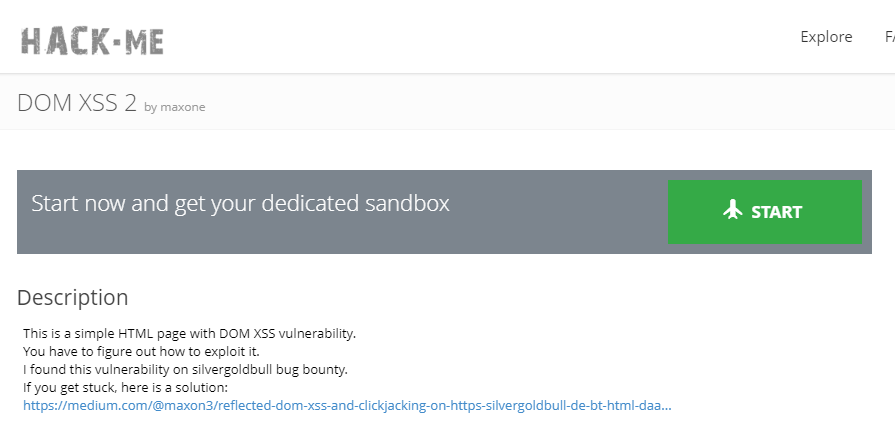 HACK-ME
Explore
DOM XSS 2 by maxone
Start now and get your dedicated sandbox
START
Description
This is a simple HTML page with DOM XSS vulnerability.
You have to figure out how to exploit it.
I found this vulnerability on silvergoldbull bug bounty.
If you get stuck, here is a solution:
https://medium.com/@maxon3/reflected-dom-xss-and-clickjacking-on-https-silvergoldbull-de-bt-html-daa...